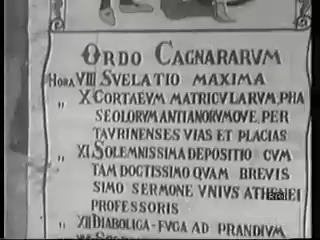 ORDO CAGNARARVM
HORA VIII SVELATIO MAXIMA
„ X CORTAEVM MATRICVLARVM, PHA
SEOLORVM ANTIANORVMQVE, PER
TAVRINENSES VIAS ET PLACIAS
„ XI SOLEMNISSIMA DEPOSITIO CVM
TAM DOCTISSIMO QVAM BREVIS
SIMO SERMONE VNIVS ATHENEI
PROFESSORIS
„ XII DIABOLICA-FVGA AD PRANDIVM